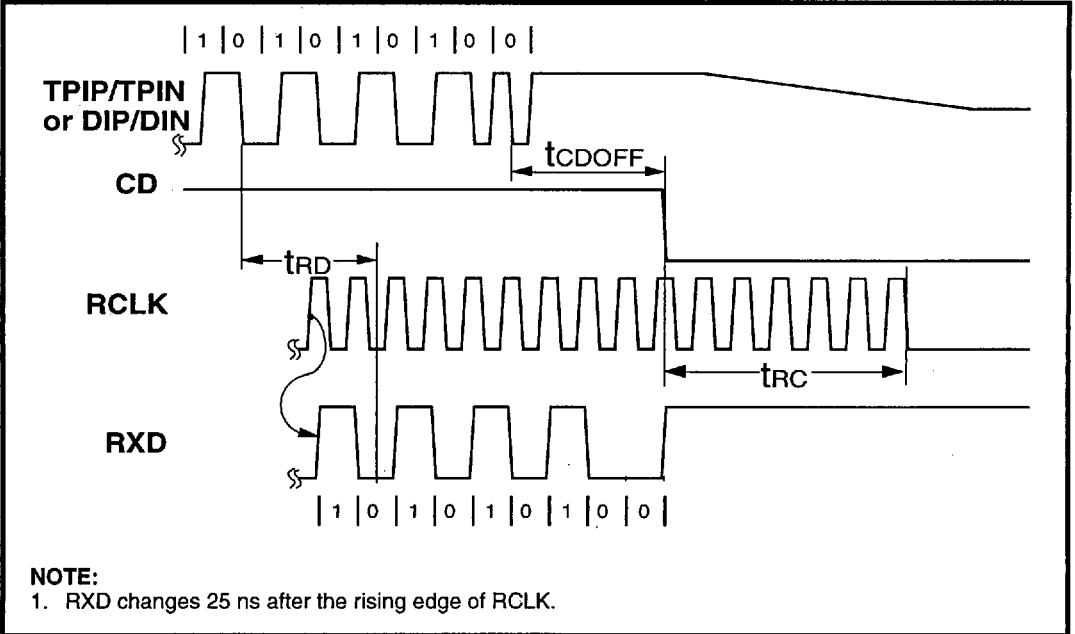 | 1 | 0 | 1 | 0 | 1 | 0 | 1 | 0 | 0 |
TPIP/TPIN
or DIP/DIN
tCDOFF
CD
tRD
RCLK
tRC
RXD
| 1 | 0 | 1 | 0 | 1 | 0 | 1 | 0 | 0 |
NOTE:
1. RXD changes 25 ns after the rising edge of RCLK.